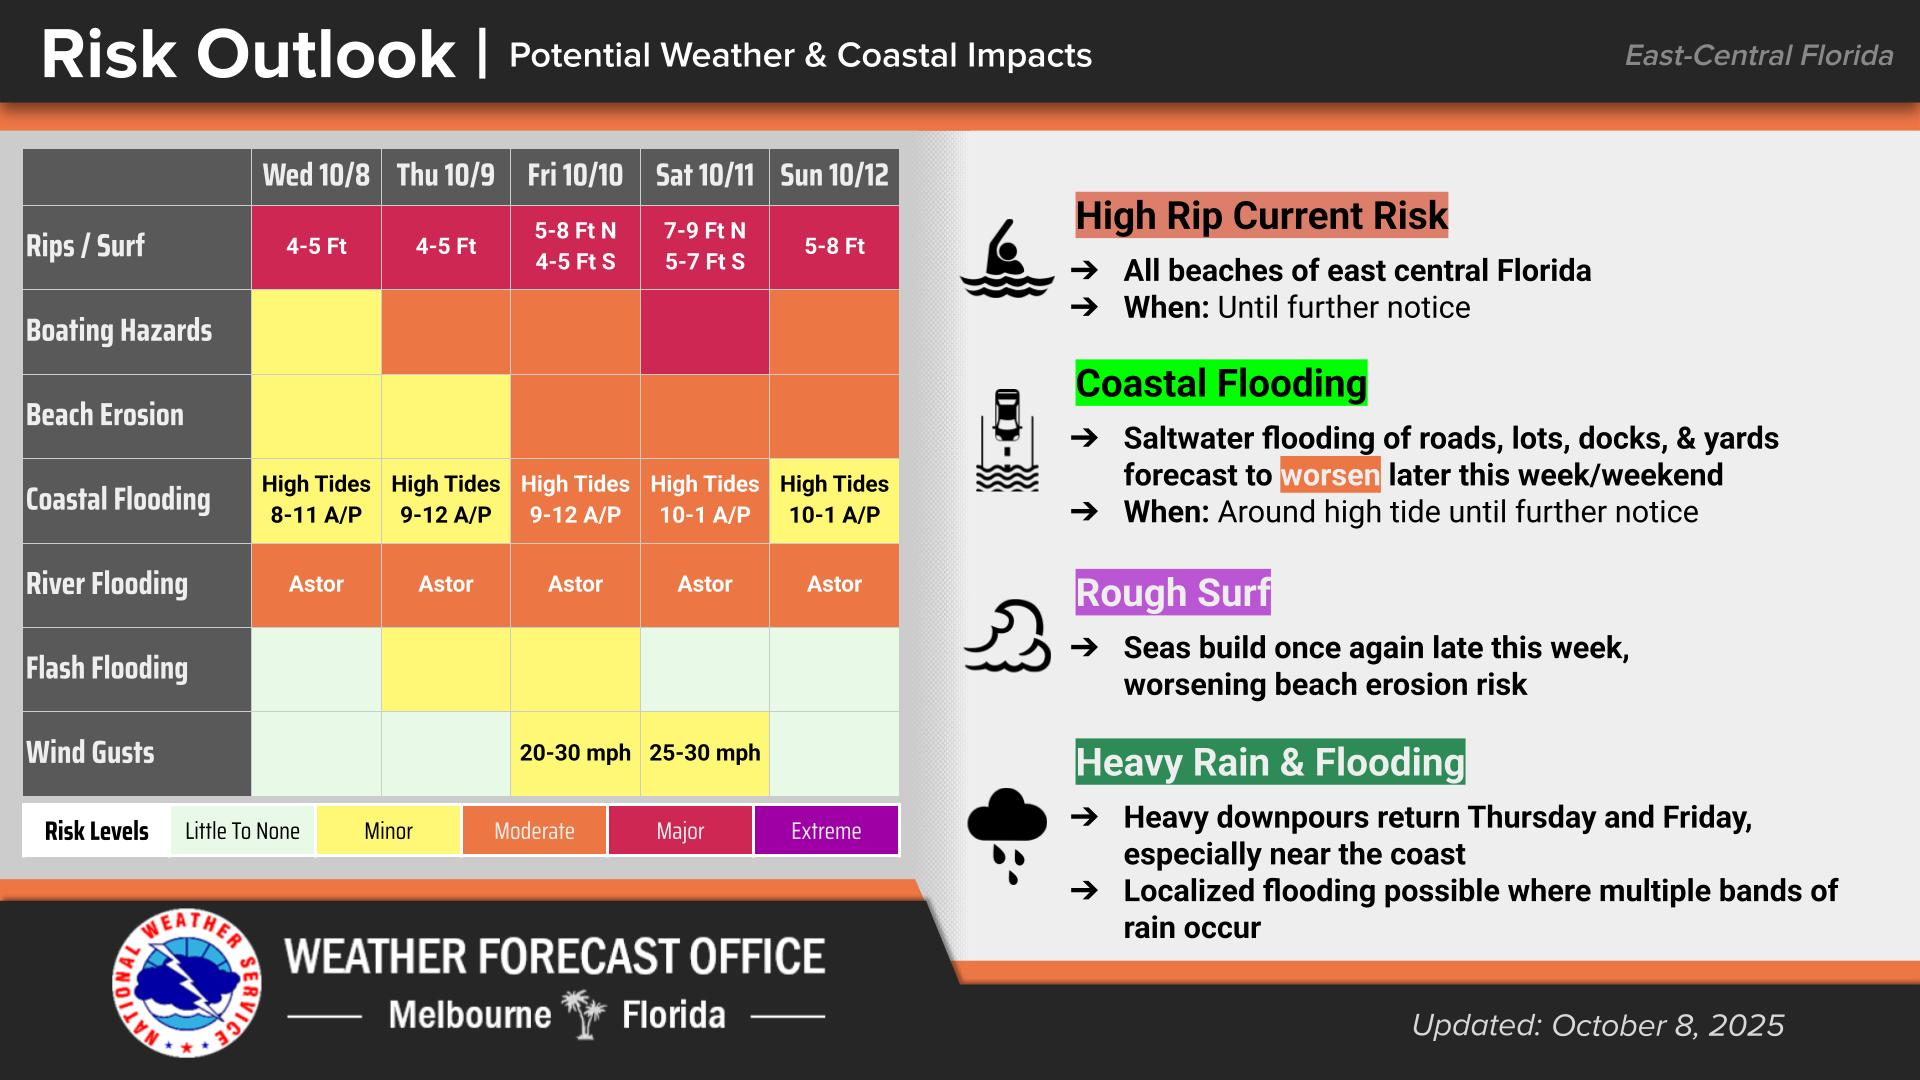 Risk Outlook | Potential Weather & Coastal Impacts
East-Central Florida
Wed 10/8 Thu 10/9 Fri 10/10 Sat 10/11 Sun 10/12
Rips / Surf 4-5 Ft 4-5 Ft 5-8 Ft N 7-9 Ft N 5-8 Ft
4-5 Ft S 5-7 Ft S
Boating Hazards
Beach Erosion
Coastal Flooding High Tides High Tides High Tides High Tides High Tides
8-11 A/P 9-12 A/P 9-12 A/P 10-1 A/P 10-1 A/P
River Flooding Astor Astor Astor Astor Astor
Flash Flooding
Wind Gusts 20-30 mph 25-30 mph
Risk Levels Little To None Minor Moderate Major Extreme
High Rip Current Risk
➔ All beaches of east central Florida
➔ When: Until further notice
Coastal Flooding
➔ Saltwater flooding of roads, lots, docks, & yards
forecast to worsen later this week/weekend
➔ When: Around high tide until further notice
Rough Surf
➔ Seas build once again late this week,
worsening beach erosion risk
Heavy Rain & Flooding
➔ Heavy downpours return Thursday and Friday,
especially near the coast
➔ Localized flooding possible where multiple bands of
rain occur
NATIONAL WEATHER SERVICE
WEATHER FORECAST OFFICE
Melbourne Florida
Updated: October 8, 2025